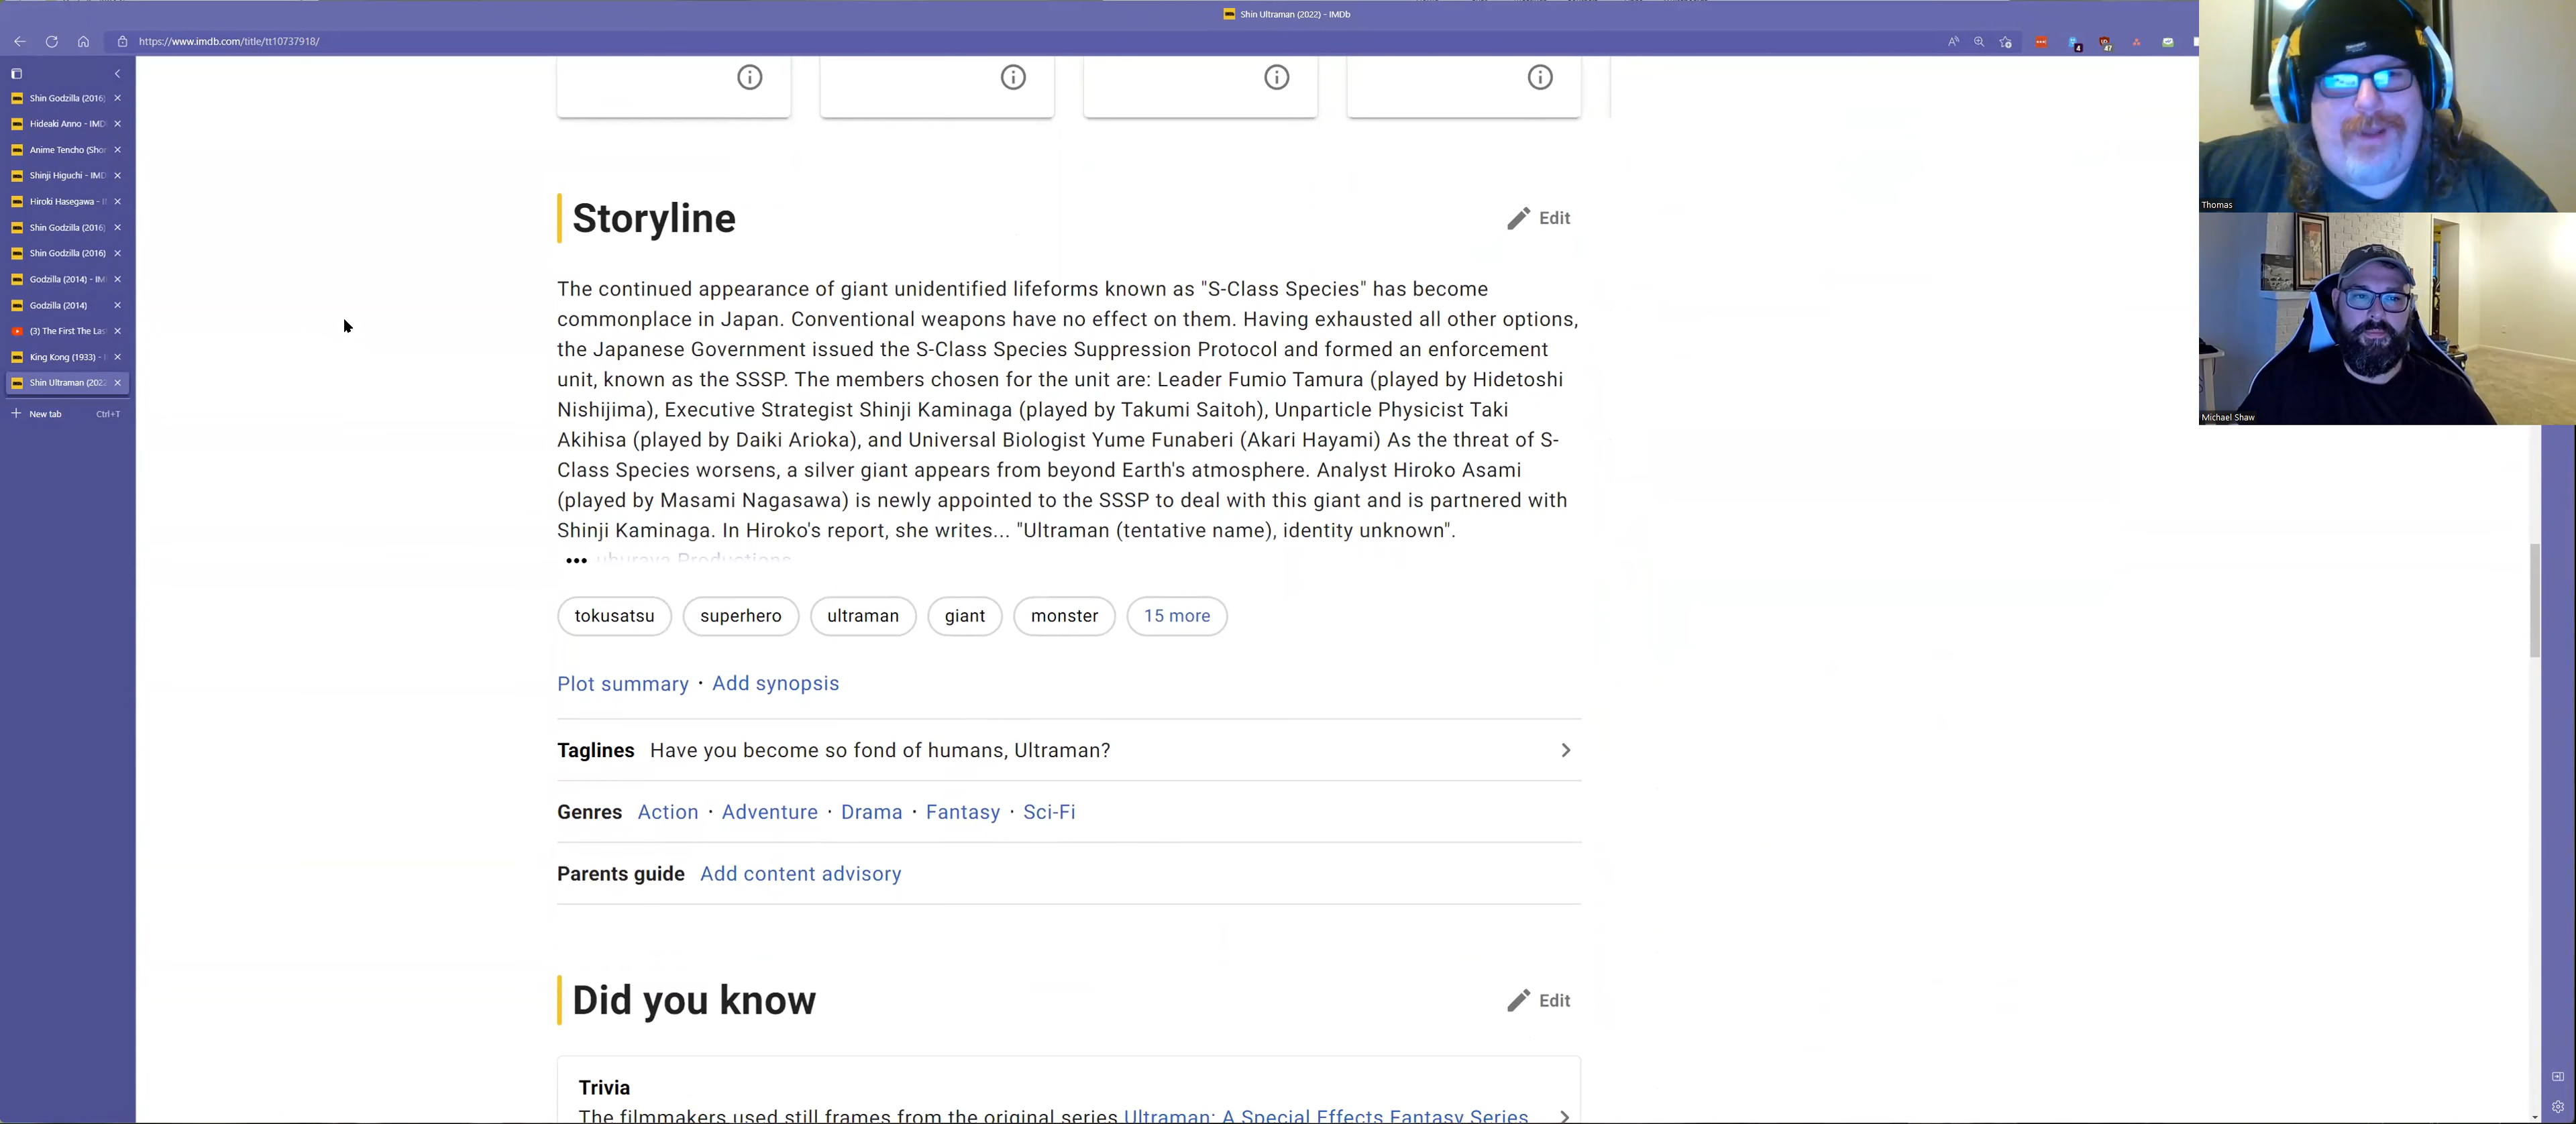 Shin Ultraman (2022) - IMDb
https://www.imdb.com/title/tt10737918/
Shin Godzilla (2016)
Hideaki Anno - IMD
Anime Tencho (Shor
Shinji Higuchi - IMD
Hiroki Hasegawa -
Shin Godzilla (2016)
Shin Godzilla (2016)
Godzilla (2014) - IM
Godzilla (2014)
(3) The First The Las
King Kong (1933) -
Shin Ultraman (2022
New tab Ctrl+T
Storyline
Edit
The continued appearance of giant unidentified lifeforms known as "S-Class Species" has become
commonplace in Japan. Conventional weapons have no effect on them. Having exhausted all other options,
the Japanese Government issued the S-Class Species Suppression Protocol and formed an enforcement
unit, known as the SSSP. The members chosen for the unit are: Leader Fumio Tamura (played by Hidetoshi
Nishijima), Executive Strategist Shinji Kaminaga (played by Takumi Saitoh), Unparticle Physicist Taki
Akihisa (played by Daiki Arioka), and Universal Biologist Yume Funaberi (Akari Hayami) As the threat of S-
Class Species worsens, a silver giant appears from beyond Earth's atmosphere. Analyst Hiroko Asami
(played by Masami Nagasawa) is newly appointed to the SSSP to deal with this giant and is partnered with
Shinji Kaminaga. In Hiroko's report, she writes... "Ultraman (tentative name), identity unknown".
... uburaya Productions
tokusatsu superhero ultraman giant monster 15 more
Plot summary · Add synopsis
Taglines Have you become so fond of humans, Ultraman?
Genres Action · Adventure · Drama · Fantasy · Sci-Fi
Parents guide Add content advisory
Did you know
Edit
Trivia
The filmmakers used still frames from the original series Ultraman: A Special Effects Fantasy Series
Thomas
Michael Shaw
4
47